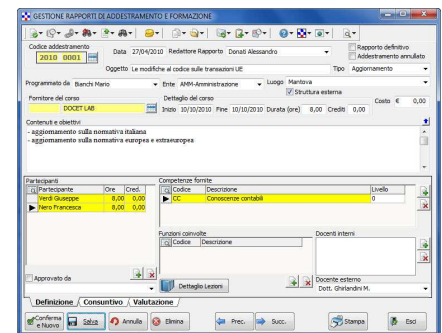 GESTIONE RAPPORTI DI ADDESTRAMENTO E FORMAZIONE
Codice addestramento
2010 0001
Data 27/04/2010 Redattore Rapporto Donati Alessandro
Rapporto definitivo
Addestramento annullato
Oggetto Le modifiche al codice sulle transazioni UE Tipo Aggiornamento
Programmato da Bianchi Mario Ente AMM-Amministrazione Luogo Mantova
Struttura esterna
Fornitore del corso
DOCET LAB
Dettaglio del corso
Inizio 10/10/2010 Fine 10/10/2010 Durata (ore) 8,00 Crediti 0,00
Costo € 0,00
Contenuti e obiettivi
- aggiornamento sulla normativa italiana
- aggiornamento sulla normativa europea e extraeuropea
Partecipanti
Partecipante Ore Cred.
Verdi Giuseppe 8,00 0,00
Nero Francesca 8,00 0,00
Competenze fornite
Codice Descrizione Livello
CC Conoscenze contabili 0
Funzioni coinvolte
Codice Descrizione
Docenti interni
Approvato da
Dettaglio Lezioni
Docente esterno
Dott. Ghirlandini M.
Definizione Consuntivo Valutazione
Conferma e Nuovo Salva Annulla Elimina Prec. Succ. Stampa Esci